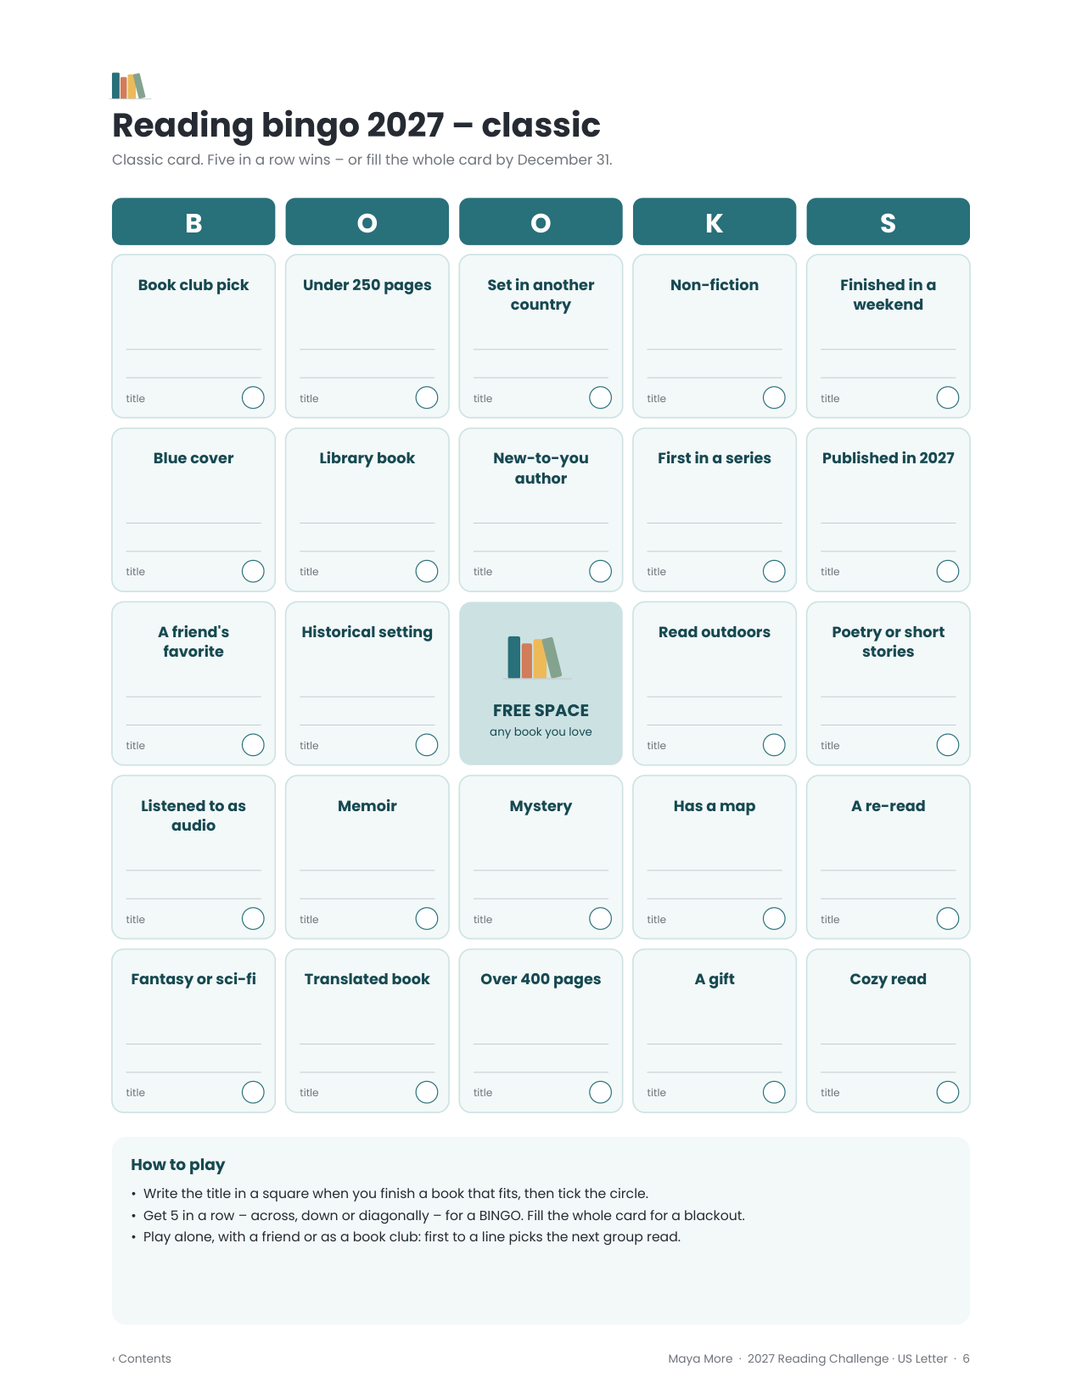 Reading bingo 2027 – classic
Classic card. Five in a row wins – or fill the whole card by December 31.
B
O
O
K
S
Book club pick
title
Under 250 pages
title
Set in another
country
title
Non-fiction
title
Finished in a
weekend
title
Blue cover
title
Library book
title
New-to-you
author
title
First in a series
title
Published in 2027
title
A friend's
favorite
title
Historical setting
title
FREE SPACE
any book you love
Read outdoors
title
Poetry or short
stories
title
Listened to as
audio
title
Memoir
title
Mystery
title
Has a map
title
A re-read
title
Fantasy or sci-fi
title
Translated book
title
Over 400 pages
title
A gift
title
Cozy read
title
How to play
• Write the title in a square when you finish a book that fits, then tick the circle.
• Get 5 in a row – across, down or diagonally – for a BINGO. Fill the whole card for a blackout.
• Play alone, with a friend or as a book club: first to a line picks the next group read.
‹ Contents
Maya More · 2027 Reading Challenge · US Letter · 6